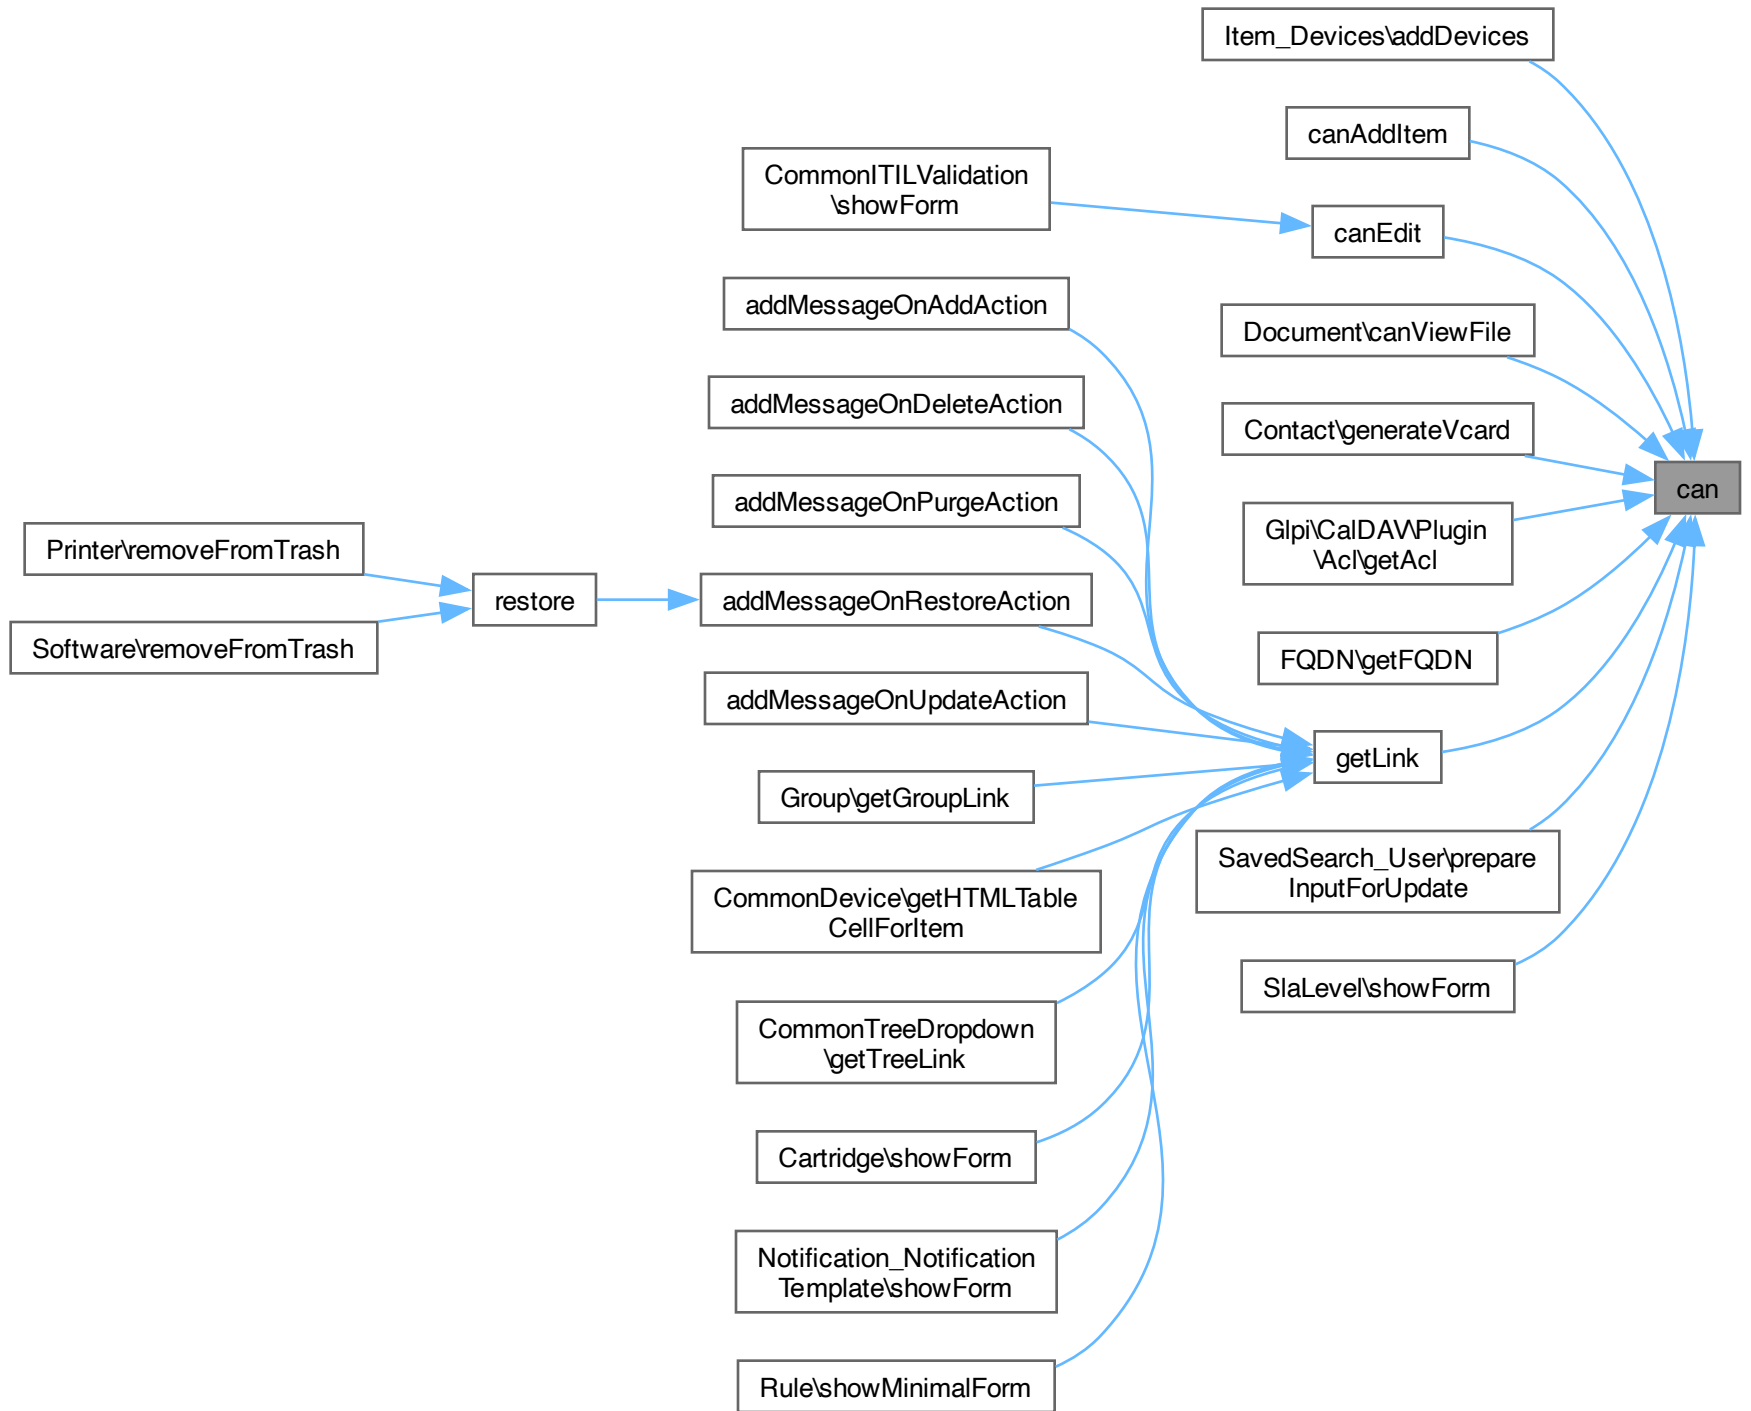 Item_Devices\addDevices
canAddItem
CommonITILValidation
\showForm
canEdit
addMessageOnAddAction
Document\canViewFile
addMessageOnDeleteAction
Contact\generateVcard
can
addMessageOnPurgeAction
Glpi\CalDAV\Plugin
\Acl\getAcl
Printer\removeFromTrash
restore
addMessageOnRestoreAction
Software\removeFromTrash
FQDN\getFQDN
addMessageOnUpdateAction
getLink
Group\getGroupLink
SavedSearch_User\prepare
InputForUpdate
CommonDevice\getHTMLTable
CellForItem
SlaLevel\showForm
CommonTreeDropdown
\getTreeLink
Cartridge\showForm
Notification_Notification
Template\showForm
Rule\showMinimalForm